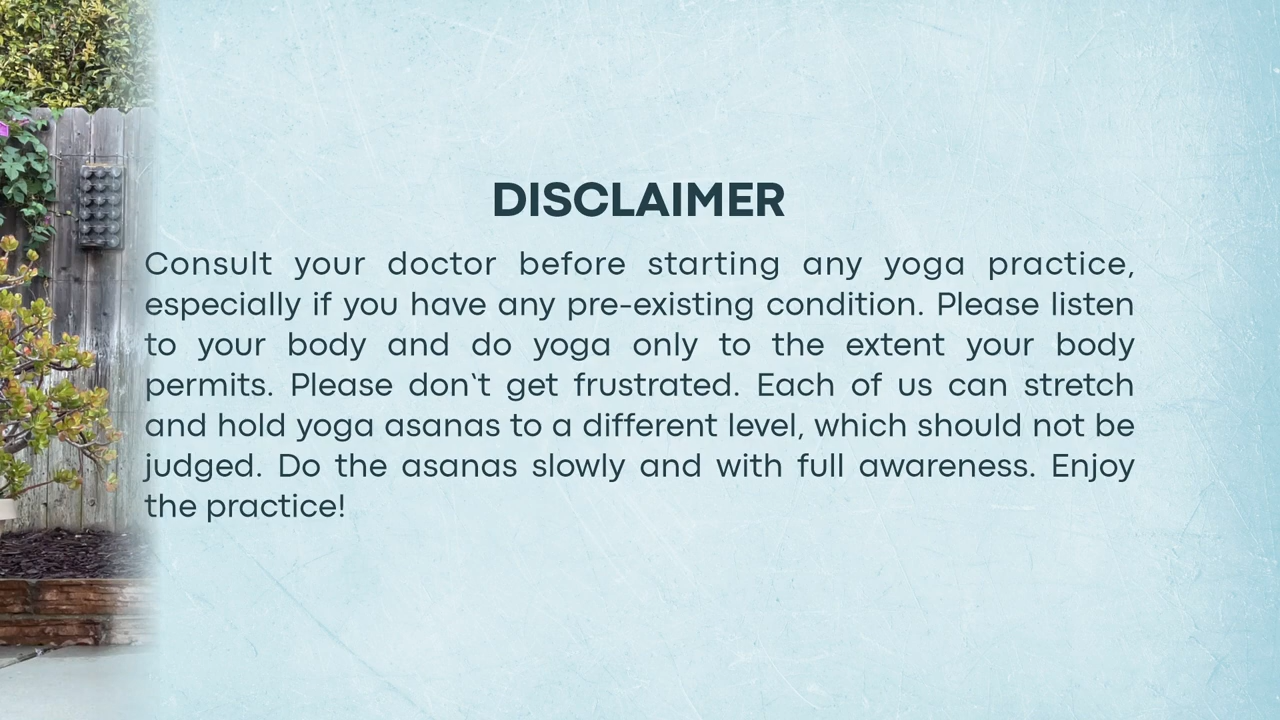 DISCLAIMER
Consult your doctor before starting any yoga practice,
especially if you have any pre-existing condition. Please listen
to your body and do yoga only to the extent your body
permits. Please don`t get frustrated. Each of us can stretch
and hold yoga asanas to a different level, which should not be
judged. Do the asanas slowly and with full awareness. Enjoy
the practice!